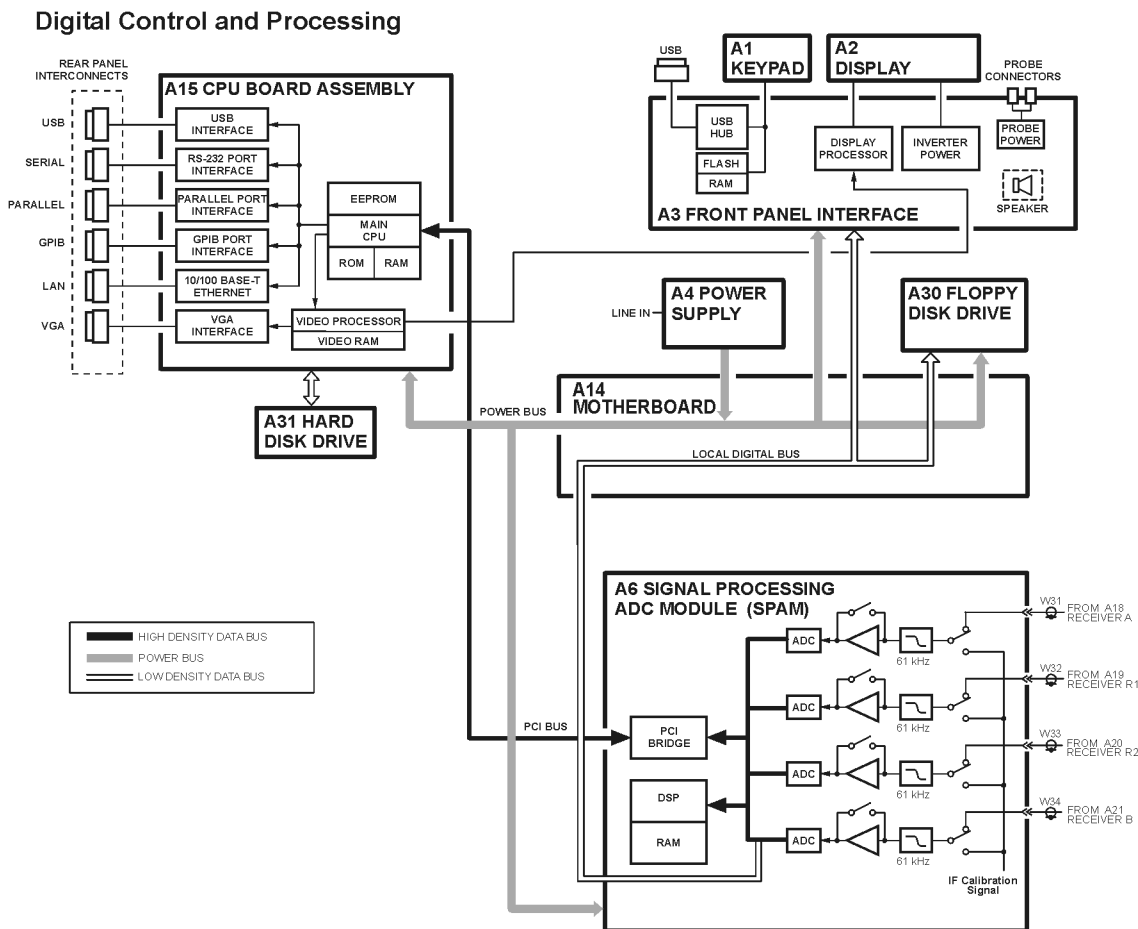 Digital Control and Processing
REAR PANEL
INTERCONNECTS
USB
SERIAL
PARALLEL
GPIB
LAN
VGA
A15 CPU BOARD ASSEMBLY
USB
INTERFACE
RS-232 PORT
INTERFACE
PARALLEL PORT
INTERFACE
GPIB PORT
INTERFACE
10/100 BASE-T
ETHERNET
VGA
INTERFACE
EEPROM
MAIN
CPU
ROM
RAM
VIDEO PROCESSOR
VIDEO RAM
A31 HARD
DISK DRIVE
USB
A1
KEYPAD
A2
DISPLAY
PROBE
CONNECTORS
USB
HUB
FLASH
RAM
DISPLAY
PROCESSOR
INVERTER
POWER
PROBE
POWER
SPEAKER
A3 FRONT PANEL INTERFACE
LINE IN
A4 POWER
SUPPLY
A30 FLOPPY
DISK DRIVE
A14
MOTHERBOARD
POWER BUS
LOCAL DIGITAL BUS
HIGH DENSITY DATA BUS
POWER BUS
LOW DENSITY DATA BUS
PCI BUS
A6 SIGNAL PROCESSING
ADC MODULE (SPAM)
PCI
BRIDGE
DSP
RAM
ADC
61 kHz
W31
FROM A18
RECEIVER A
ADC
61 kHz
W32
FROM A19
RECEIVER R1
ADC
61 kHz
W33
FROM A20
RECEIVER R2
ADC
61 kHz
W34
FROM A21
RECEIVER B
IF Calibration
Signal